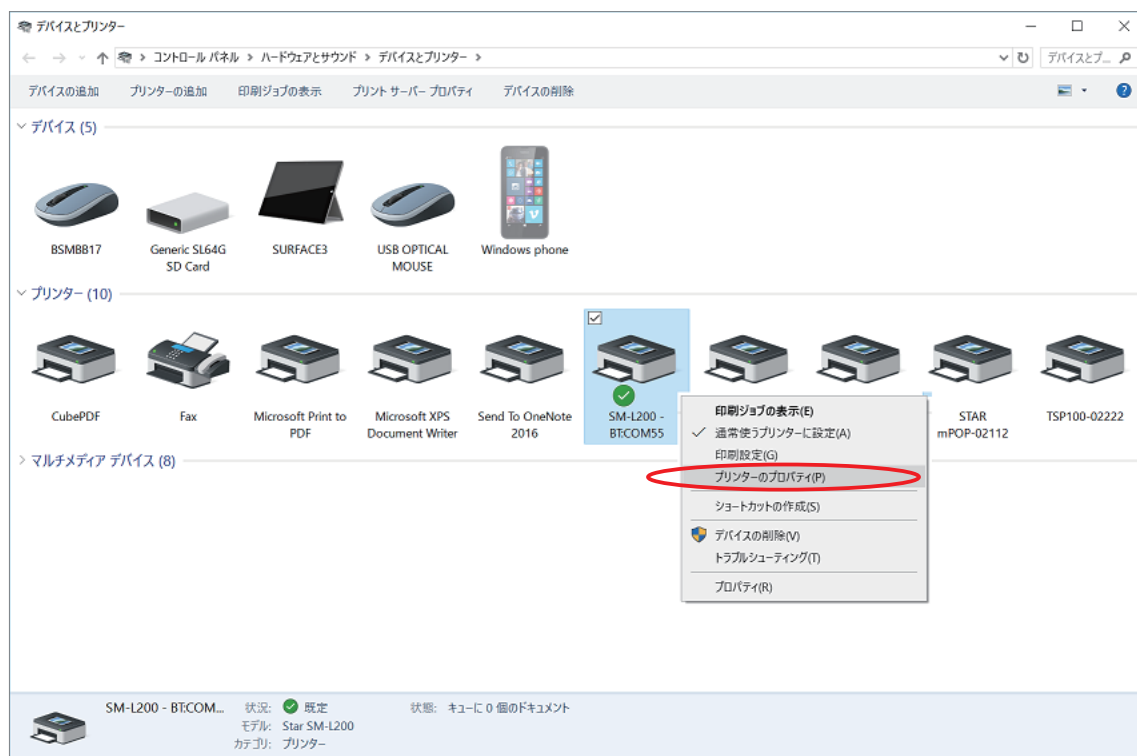 デバイスとプリンター
コントロール パネル > ハードウェアとサウンド > デバイスとプリンター >
デバイスとプ...
デバイスの追加 プリンターの追加 印刷ジョブの表示 プリント サーバー プロパティ デバイスの削除
デバイス (5)
BSMBB17
Generic SL64G
SD Card
SURFACE3
USB OPTICAL
MOUSE
Windows phone
プリンター (10)
CubePDF
Fax
Microsoft Print to
PDF
Microsoft XPS
Document Writer
Send To OneNote
2016
SM-L200 -
BT:COM55
STAR
mPOP-02112
TSP100-02222
印刷ジョブの表示(E)
通常使うプリンターに設定(A)
印刷設定(G)
プリンターのプロパティ(P)
ショートカットの作成(S)
デバイスの削除(V)
トラブルシューティング(T)
プロパティ(R)
マルチメディア デバイス (8)
SM-L200 - BT:COM... 状況: 既定 状態: キューに 0 個のドキュメント
モデル: Star SM-L200
カテゴリ: プリンター